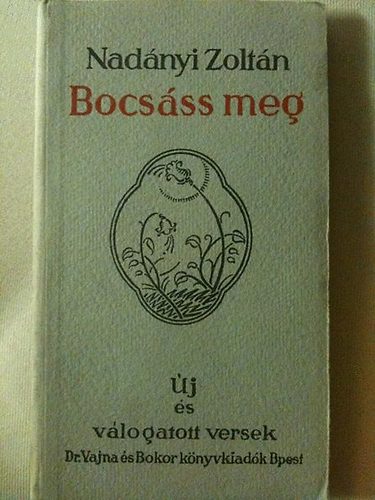 Nadányi Zoltán
Bocsáss meg
Új
és
válogatott versek
Dr. Vajna és Bokor könyvkiadók Bpest